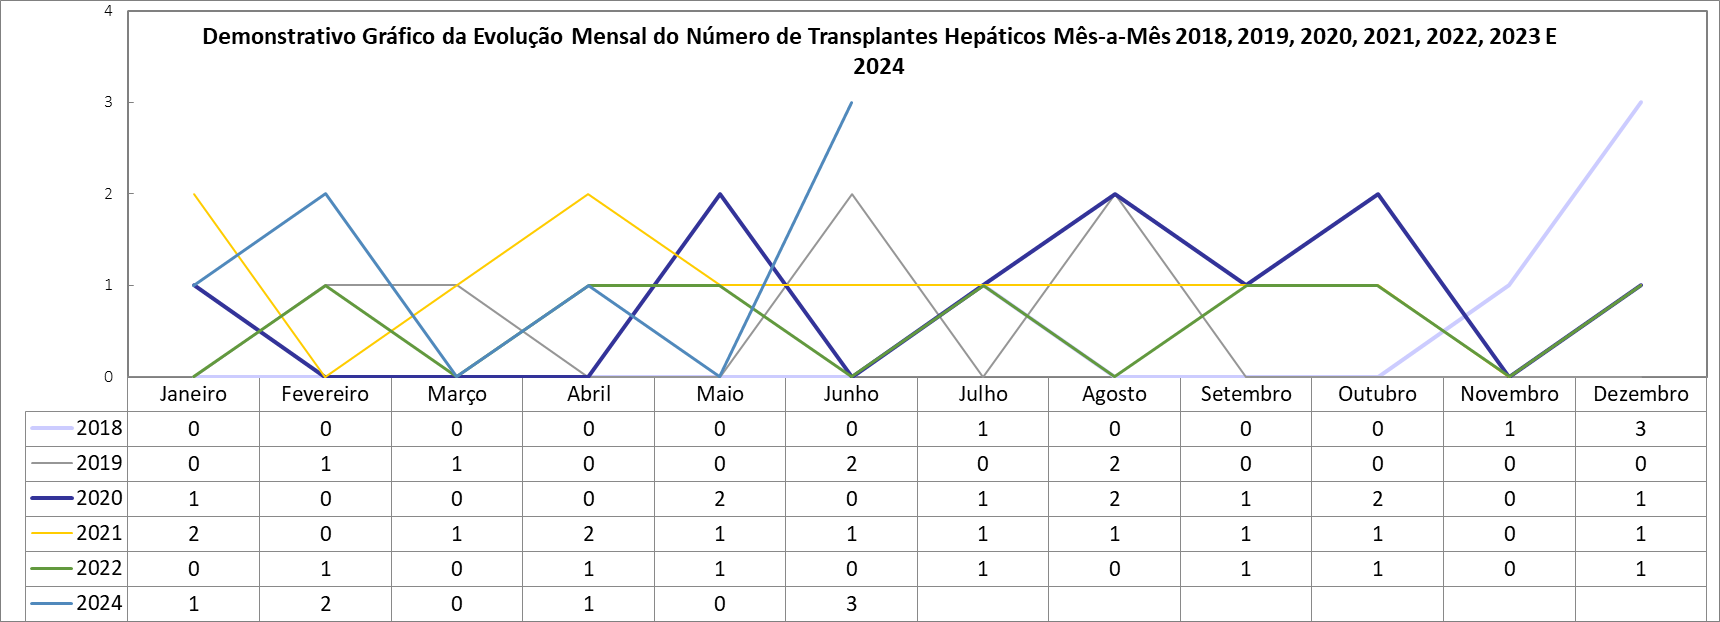 Demonstrativo Gráfico da Evolução Mensal do Número de Transplantes Hepáticos Mês-a-Mês 2018, 2019, 2020, 2021, 2022, 2023 E
2024
4
3
2
1
0
Janeiro Fevereiro Março Abril Maio Junho Julho Agosto Setembro Outubro Novembro Dezembro
2018 0 0 0 0 0 0 1 0 0 0 1 3
2019 0 1 1 0 0 2 0 2 0 0 0 0
2020 1 0 0 0 2 0 1 2 1 2 0 1
2021 2 0 1 2 1 1 1 1 1 1 0 1
2022 0 1 0 1 1 0 1 0 1 1 0 1
2024 1 2 0 1 0 3